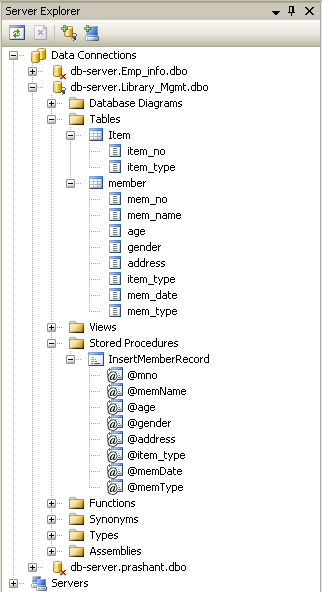 Server Explorer
Data Connections
db-server.Emp_info.dbo
db-server.Library_Mgmt.dbo
Database Diagrams
Tables
Item
item_no
item_type
member
mem_no
mem_name
age
gender
address
item_type
mem_date
mem_type
Views
Stored Procedures
InsertMemberRecord
@mno
@memName
@age
@gender
@address
@item_type
@memDate
@memType
Functions
Synonyms
Types
Assemblies
db-server.prashant.dbo
Servers